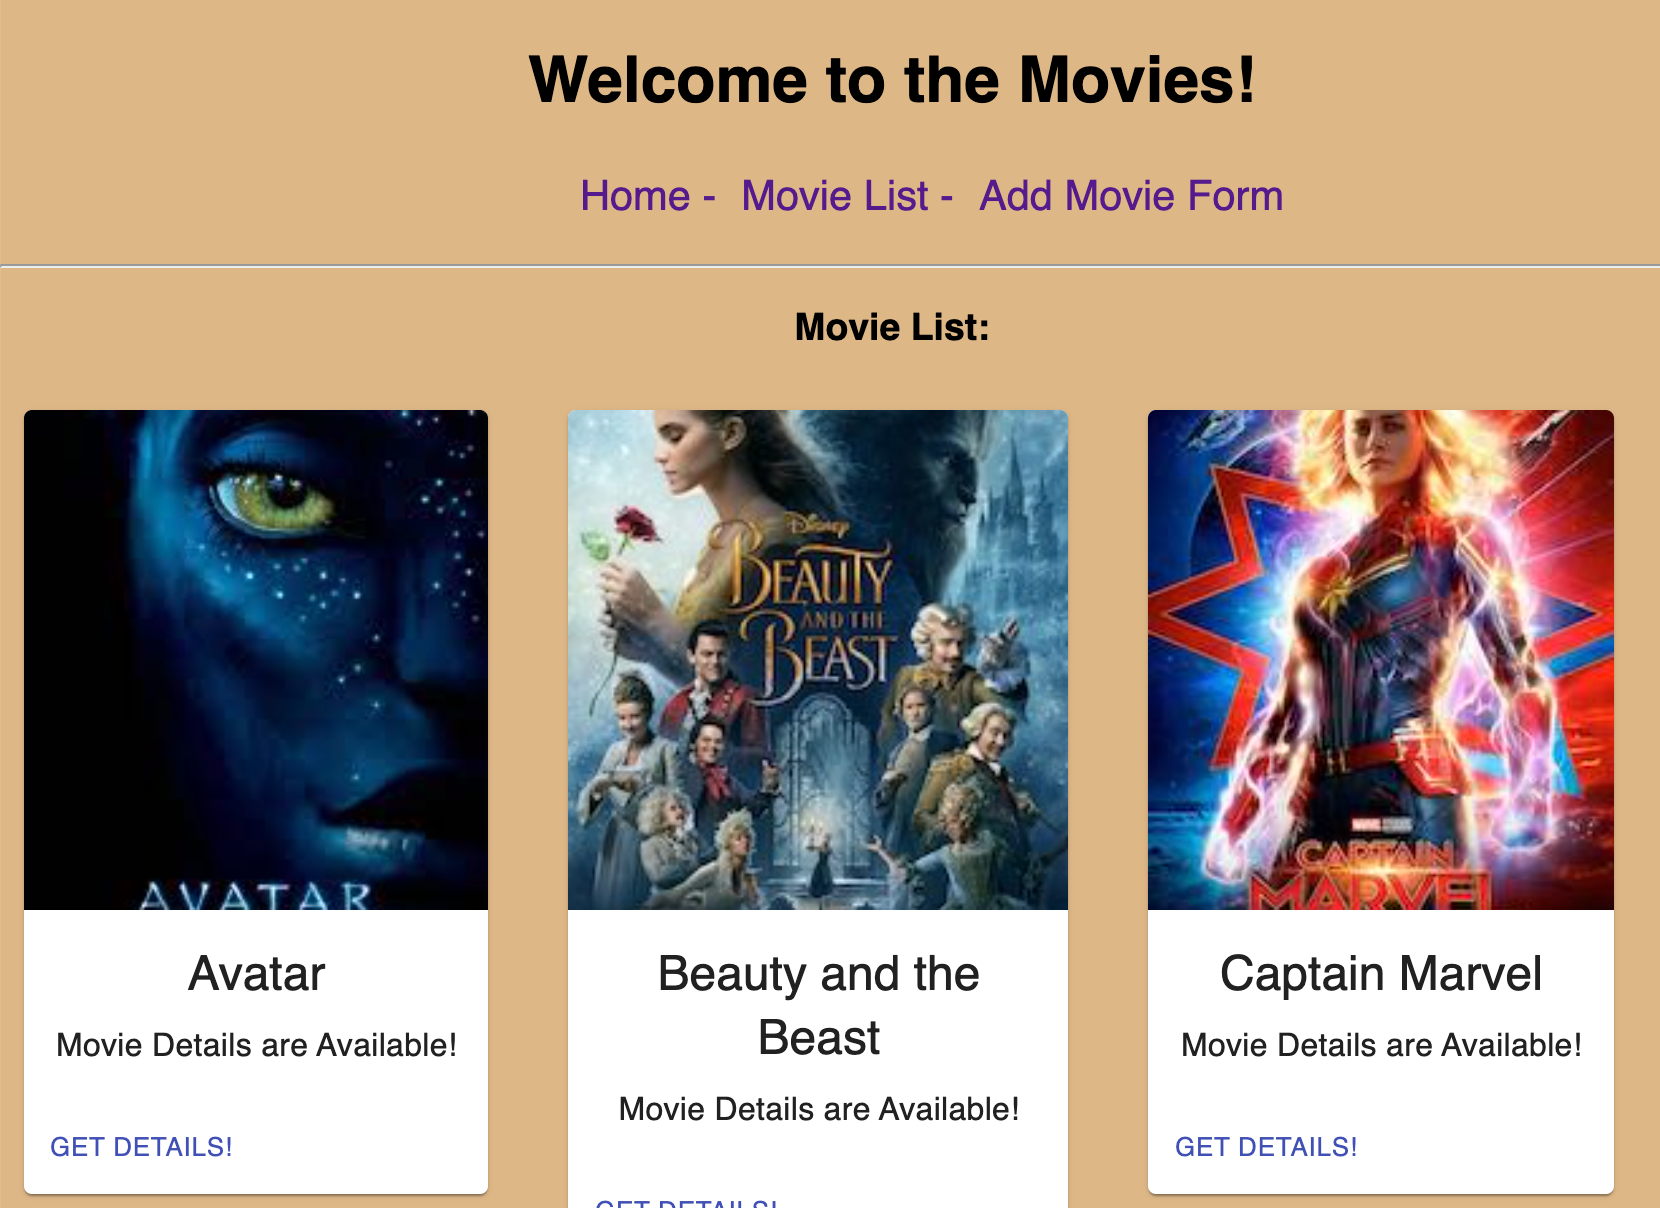 Welcome to the Movies!
Home - Movie List - Add Movie Form
Movie List:
AVATAR
Disney
BEAUTY
AND THE
BEAST
CAPTAIN
MARVEL
Avatar
Movie Details are Available!
GET DETAILS!
Beauty and the
Beast
Movie Details are Available!
GET DETAILS!
Captain Marvel
Movie Details are Available!
GET DETAILS!